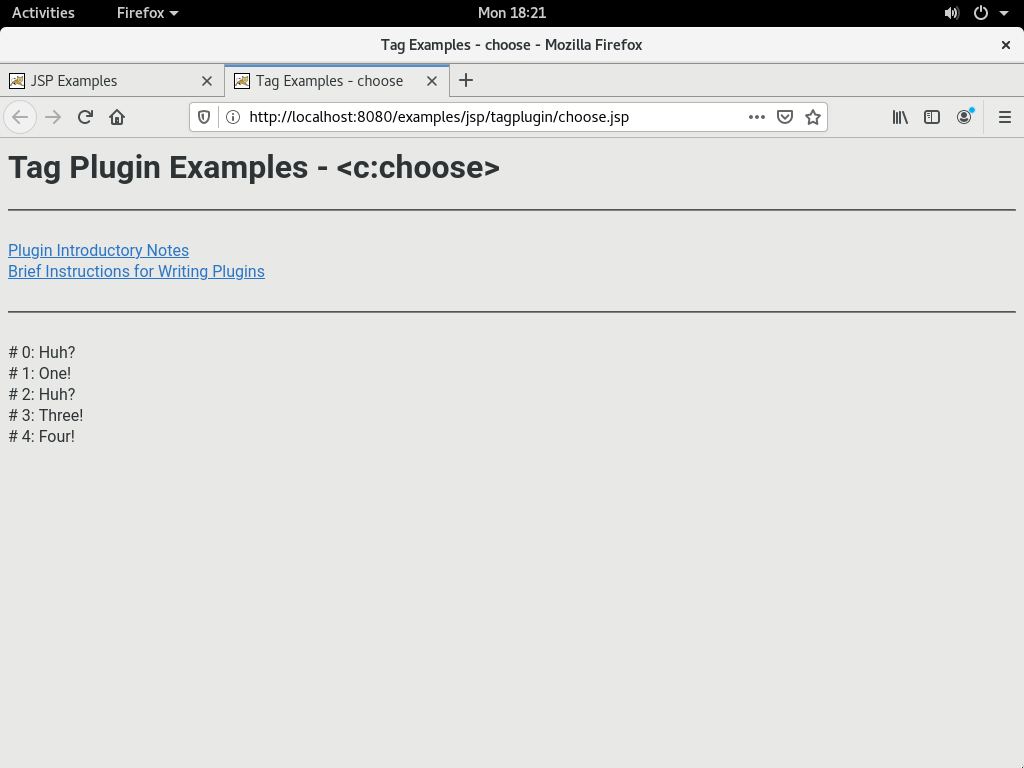 Activities Firefox Mon 18:21
Tag Examples - choose - Mozilla Firefox
JSP Examples Tag Examples - choose
http://localhost:8080/examples/jsp/tagplugin/choose.jsp
Tag Plugin Examples - <c:choose>
Plugin Introductory Notes
Brief Instructions for Writing Plugins
# 0: Huh?
# 1: One!
# 2: Huh?
# 3: Three!
# 4: Four!